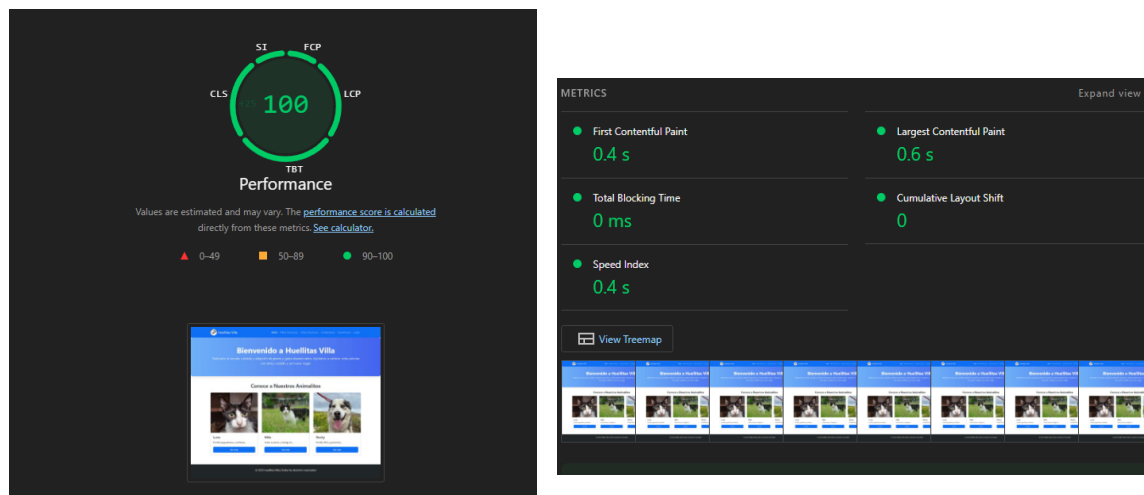 SI
FCP
CLS
LCP
100
TBT
Performance
Values are estimated and may vary. The performance score is calculated
directly from these metrics. See calculator.
0–49
50–89
90–100
Huellitas Villa
Bienvenido a Huellitas Villa
Conoce a Nuestros Animalitos
METRICS
Expand view
First Contentful Paint
0.4 s
Largest Contentful Paint
0.6 s
Total Blocking Time
0 ms
Cumulative Layout Shift
0
Speed Index
0.4 s
View Treemap